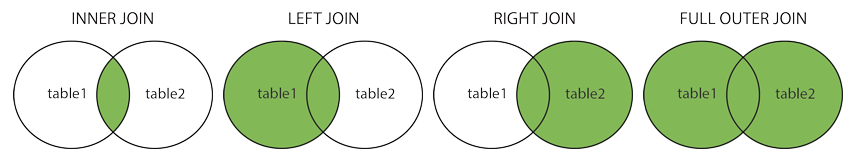 INNER JOIN
LEFT JOIN
RIGHT JOIN
FULL OUTER JOIN
table1
table2
table1
table2
table1
table2
table1
table2